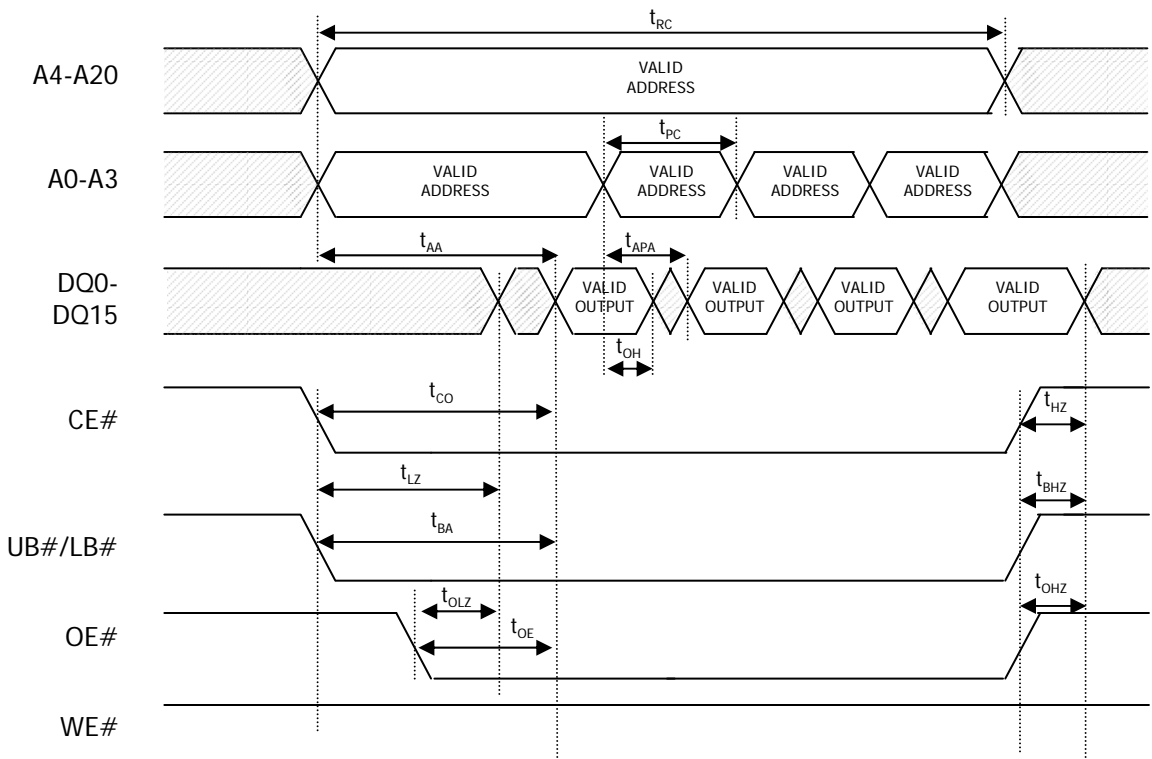 tRC
A4-A20
VALID
ADDRESS
tPC
A0-A3
VALID
ADDRESS
VALID
ADDRESS
VALID
ADDRESS
VALID
ADDRESS
tAA
tAPA
DQ0-
DQ15
VALID
OUTPUT
VALID
OUTPUT
VALID
OUTPUT
VALID
OUTPUT
tOH
CE#
tCO
tHZ
tLZ
tBHZ
UB#/LB#
tBA
tOLZ
tOHZ
OE#
tOE
WE#